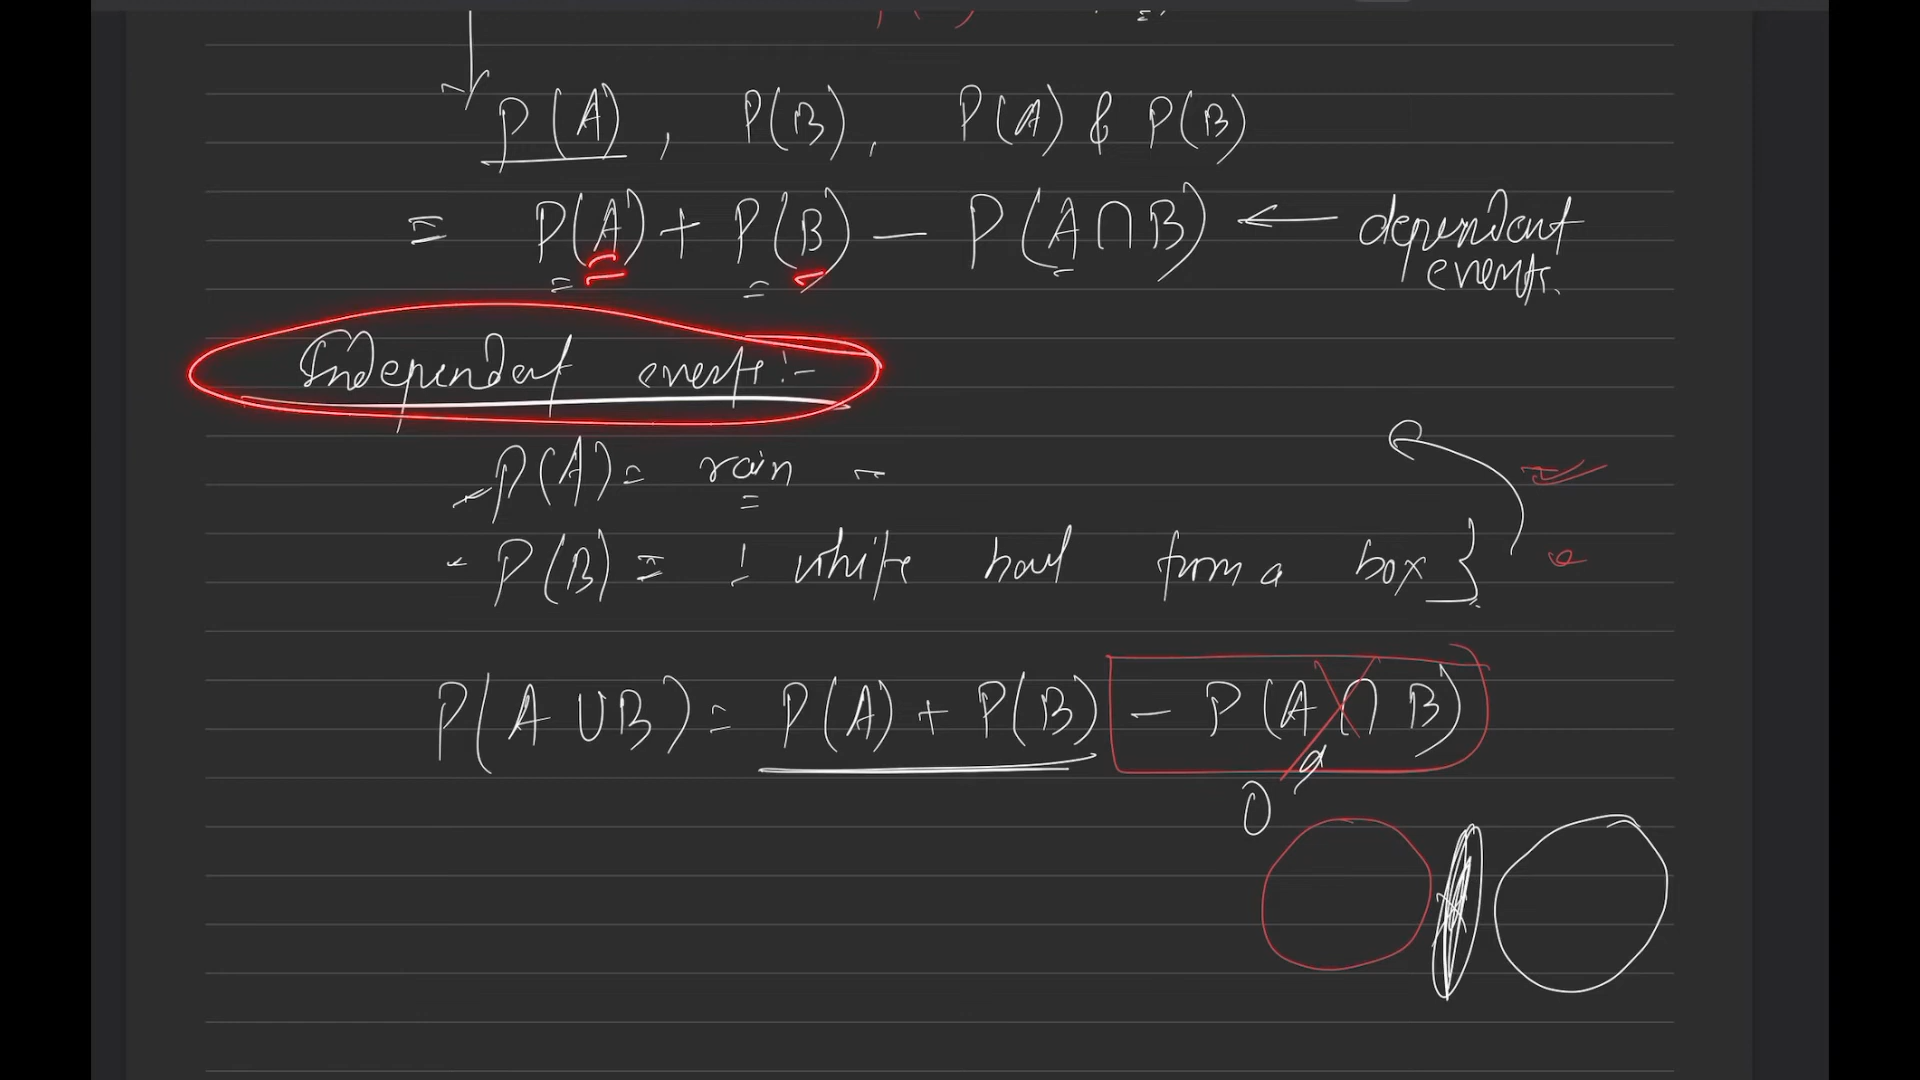 P(A), P(B), P(A) & P(B)
= P(A) + P(B) - P(A∩B) ← dependent
events.
Independent events:-
P(A) = rain -
P(B) = 1 white ball from a box}
P(A ∪ B) = P(A) + P(B) - P(A ∩ B)
0